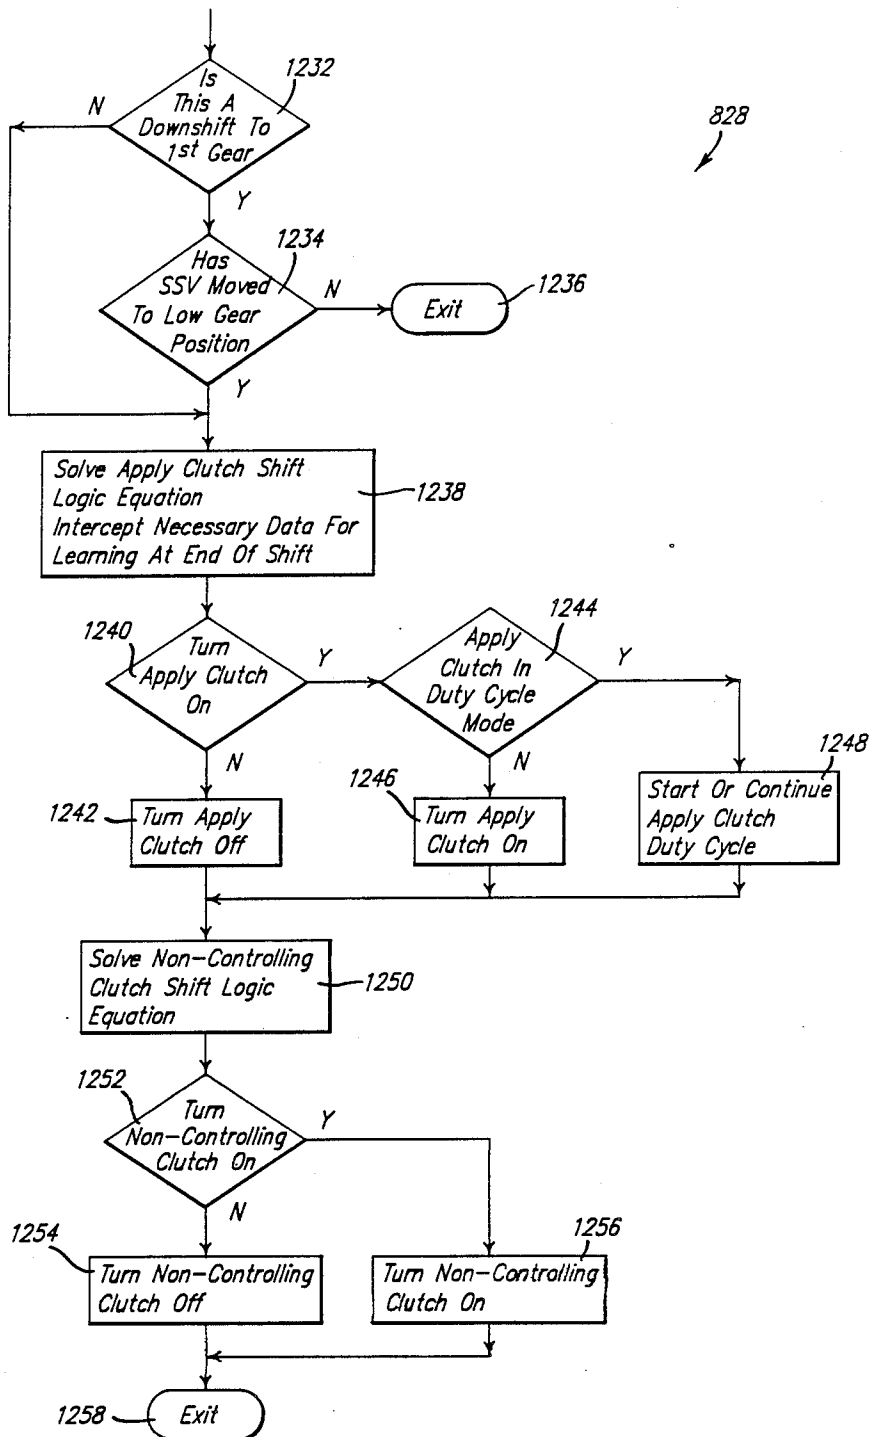 Is
This A
Downshift To
1st Gear
1232
N
828
Y
Has
SSV Moved
To Low Gear
Position
1234
N
Exit
1236
Y
Solve Apply Clutch Shift
Logic Equation
Intercept Necessary Data For
Learning At End Of Shift
1238
1240
Turn
Apply Clutch
On
Y
Apply
Clutch In
Duty Cycle
Mode
1244
Y
N
N
1242
Turn Apply
Clutch Off
1246
Turn Apply
Clutch On
1248
Start Or Continue
Apply Clutch
Duty Cycle
Solve Non-Controlling
Clutch Shift Logic
Equation
1250
1252
Turn
Non-Controlling
Clutch On
Y
N
1254
Turn Non-Controlling
Clutch Off
1256
Turn Non-Controlling
Clutch On
1258
Exit